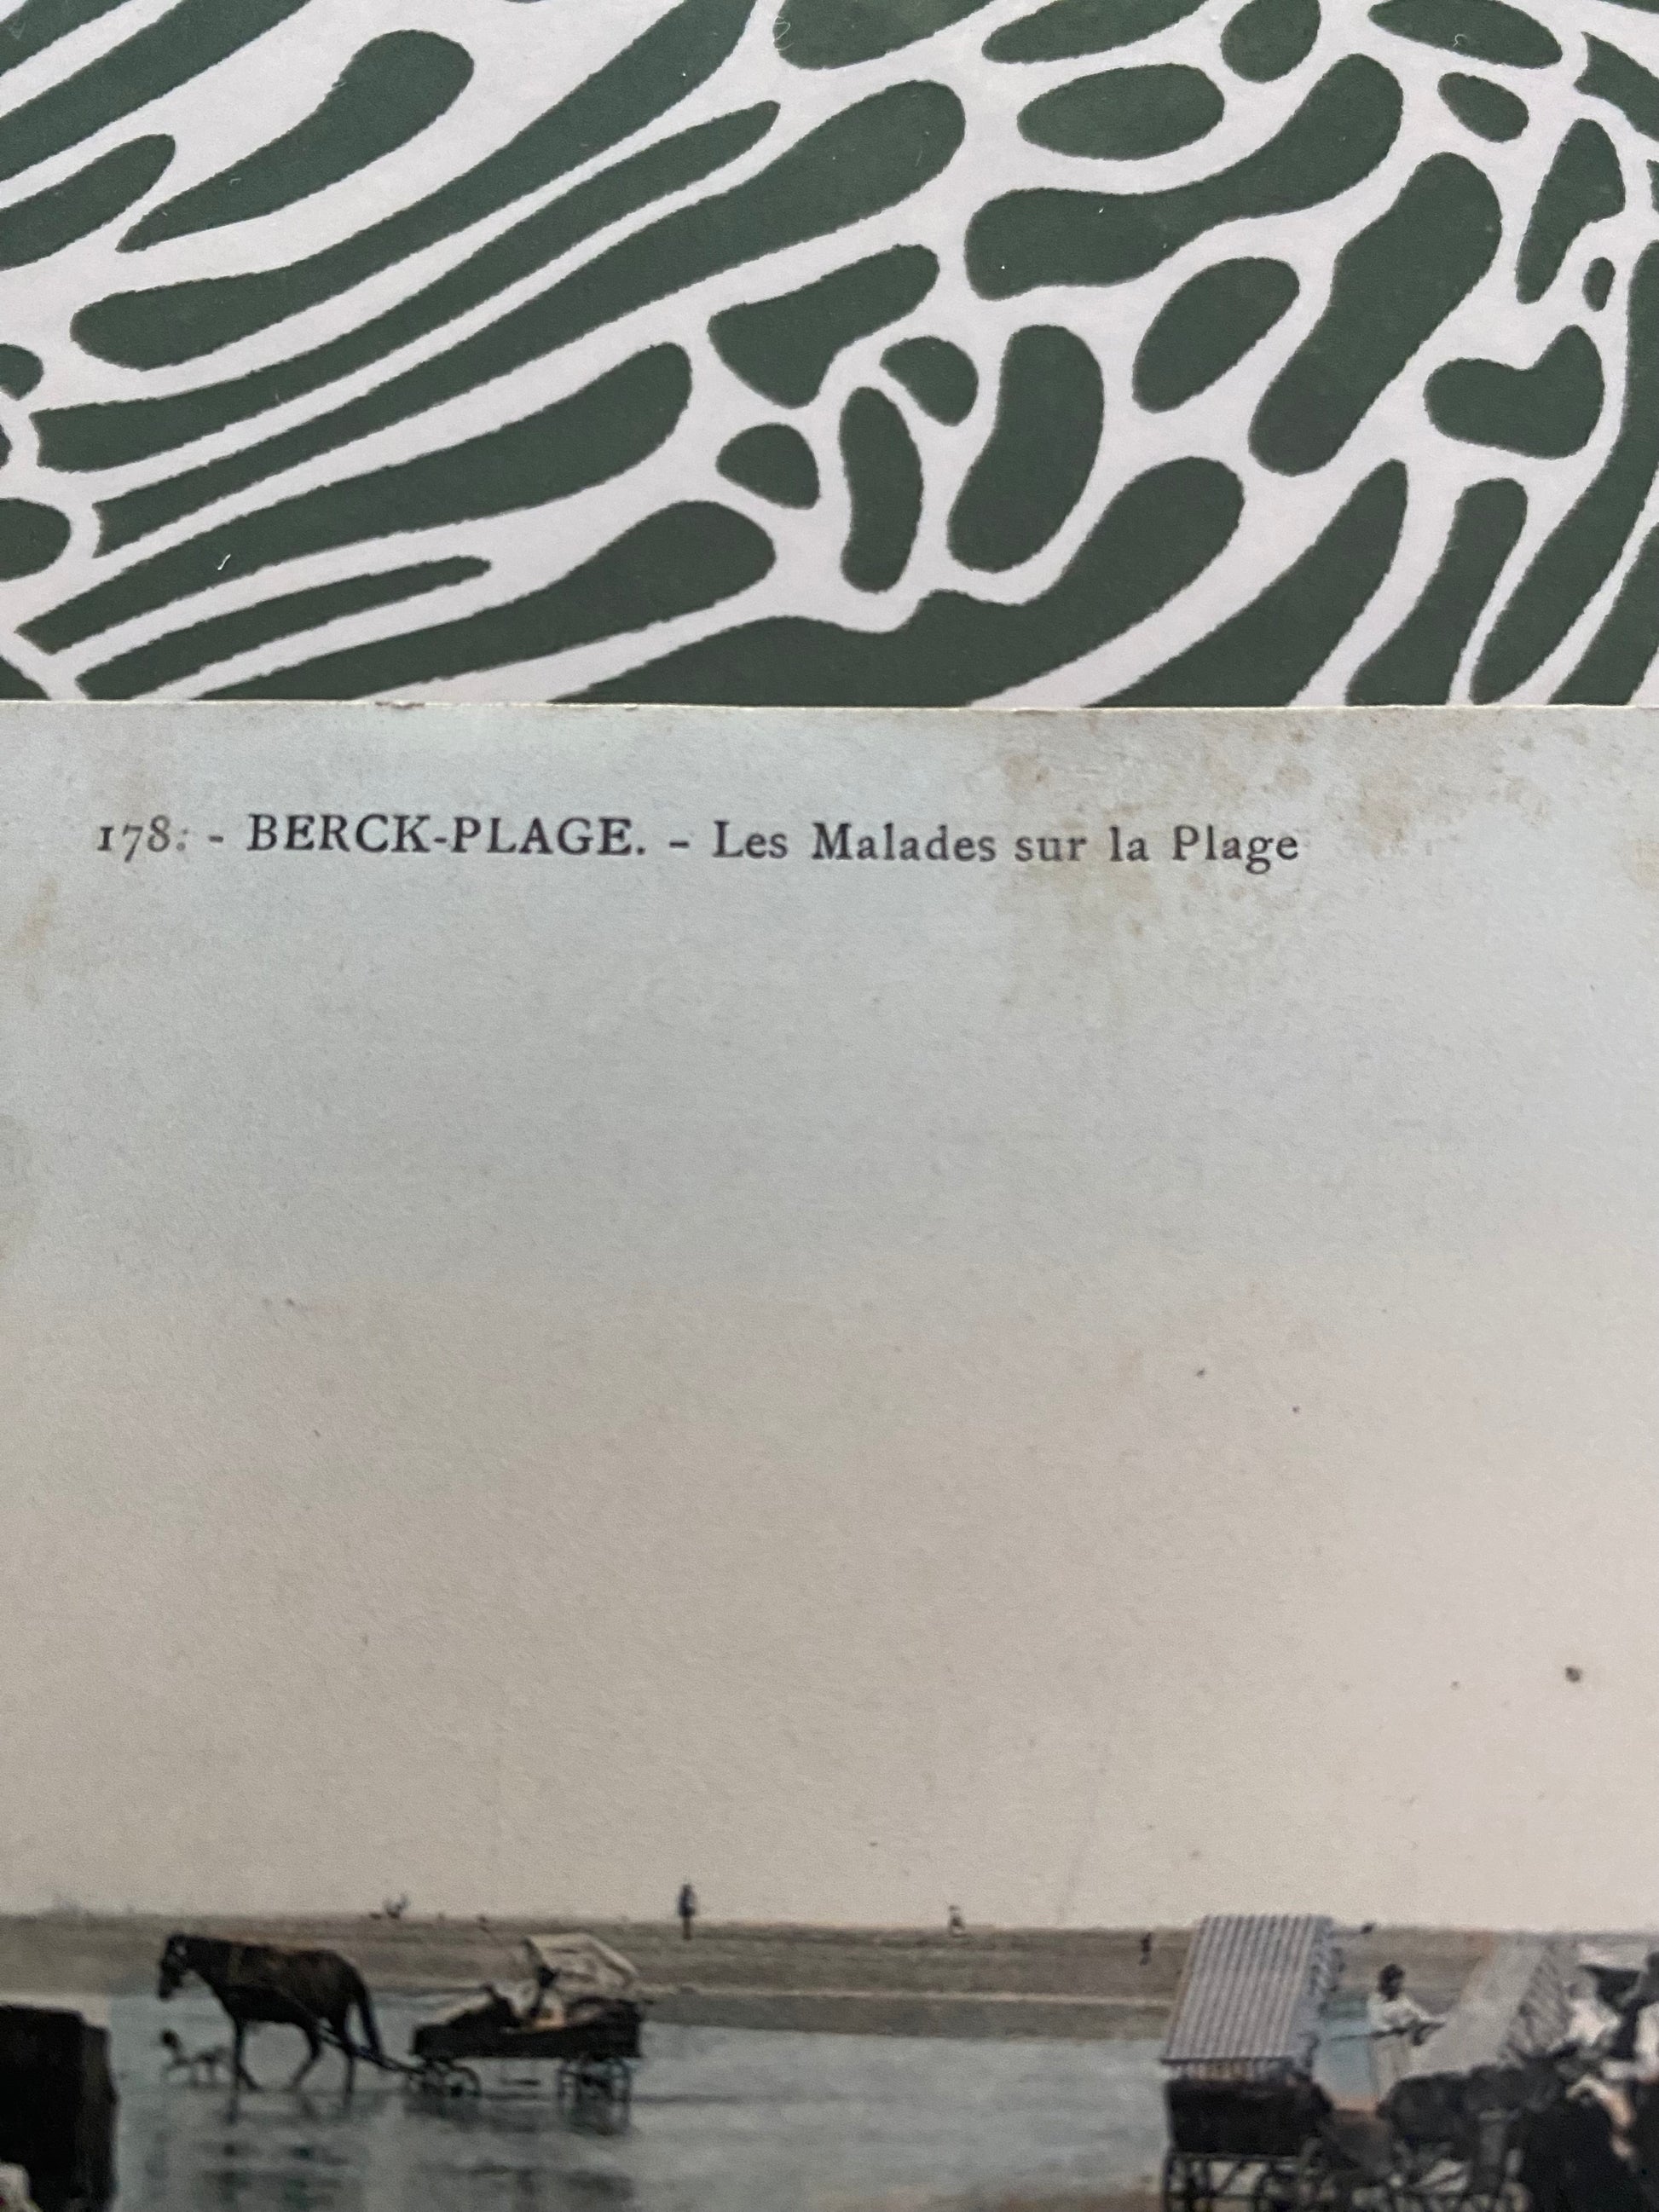 178. - BERCK-PLAGE. - Les Malades sur la Plage